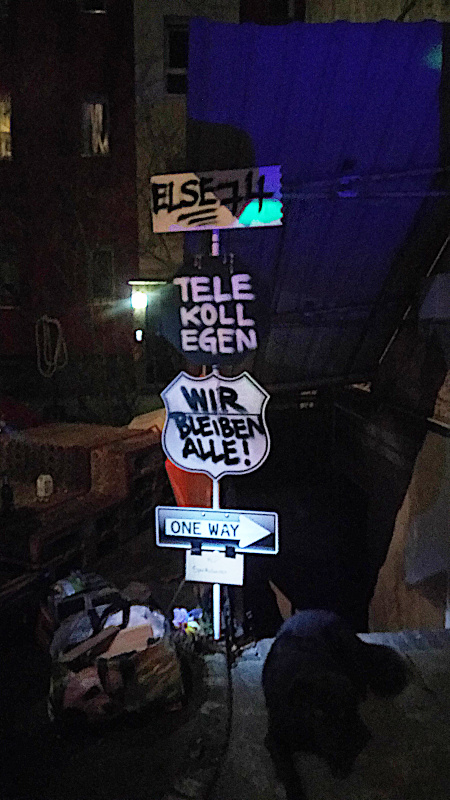 ELSE 74
TELE
KOLL
EGEN
WIR
BLEIBEN
ALLE!
ONE WAY